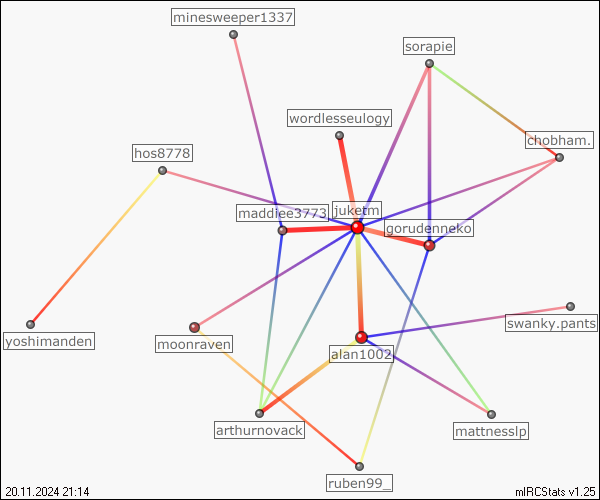 minesweeper1337
sorapie
wordlesseulogy
chobham.
hos8778
maddiee3773
juketm
gorudenneko
swanky.pants
yoshimanden
moonraven
alan1002
arthurnovack
mattnesslp
ruben99_
20.11.2024 21:14
mIRCStats v1.25